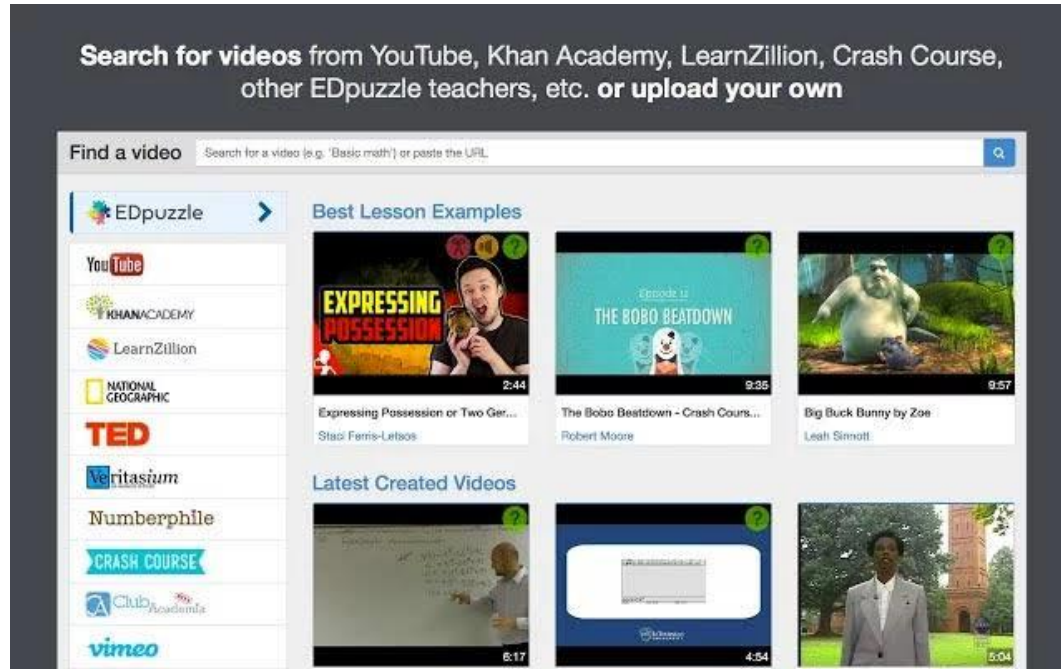 Search for videos from YouTube, Khan Academy, LearnZillion, Crash Course,
other EDpuzzle teachers, etc. or upload your own
Find a video
Search for a video (e.g. 'Basic math') or paste the URL
EDpuzzle
YouTube
KHANACADEMY
LearnZillion
NATIONAL
GEOGRAPHIC
TED
Veritasium
Numberphile
CRASH COURSE
Club Academia
vimeo
Best Lesson Examples
EXPRESSING
POSSESSION
2:44
Expressing Possession or Two Ger...
Staci Ferris-Letsos
Episode 12
THE BOBO BEATDOWN
9:35
The Bobo Beatdown - Crash Cours...
Robert Moore
9:57
Big Buck Bunny by Zoe
Leah Sinnott
Latest Created Videos
6:17
4:54
5:04